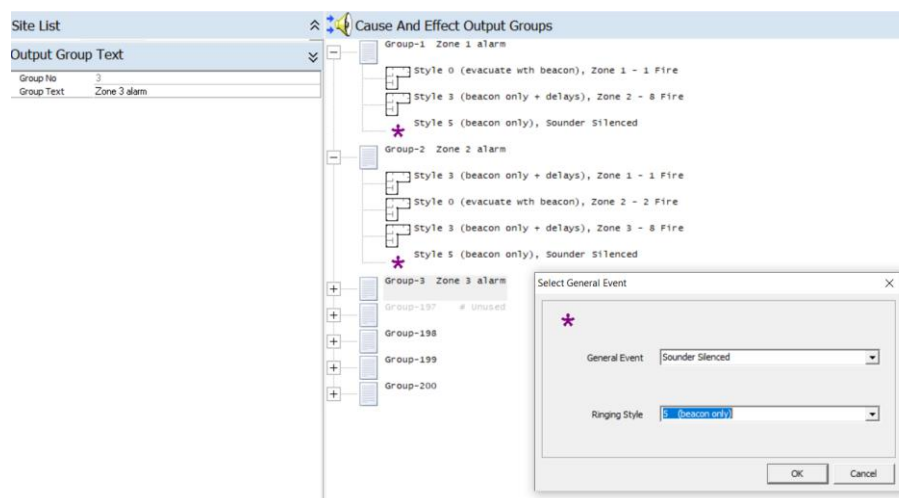 Site List
Output Group Text
Group No 3
Group Text Zone 3 alarm
Cause And Effect Output Groups
Group-1 Zone 1 alarm
Style 0 (evacuate wth beacon), Zone 1 - 1 Fire
Style 3 (beacon only + delays), Zone 2 - 8 Fire
Style 5 (beacon only), Sounder Silenced
Group-2 Zone 2 alarm
Style 3 (beacon only + delays), Zone 1 - 1 Fire
Style 0 (evacuate wth beacon), Zone 2 - 2 Fire
Style 3 (beacon only + delays), Zone 3 - 8 Fire
Style 5 (beacon only), Sounder Silenced
Group-3 Zone 3 alarm
Group-197 # Unused
Group-198
Group-199
Group-200
Select General Event
General Event Sounder Silenced
Ringing Style 5 (beacon only)
OK Cancel